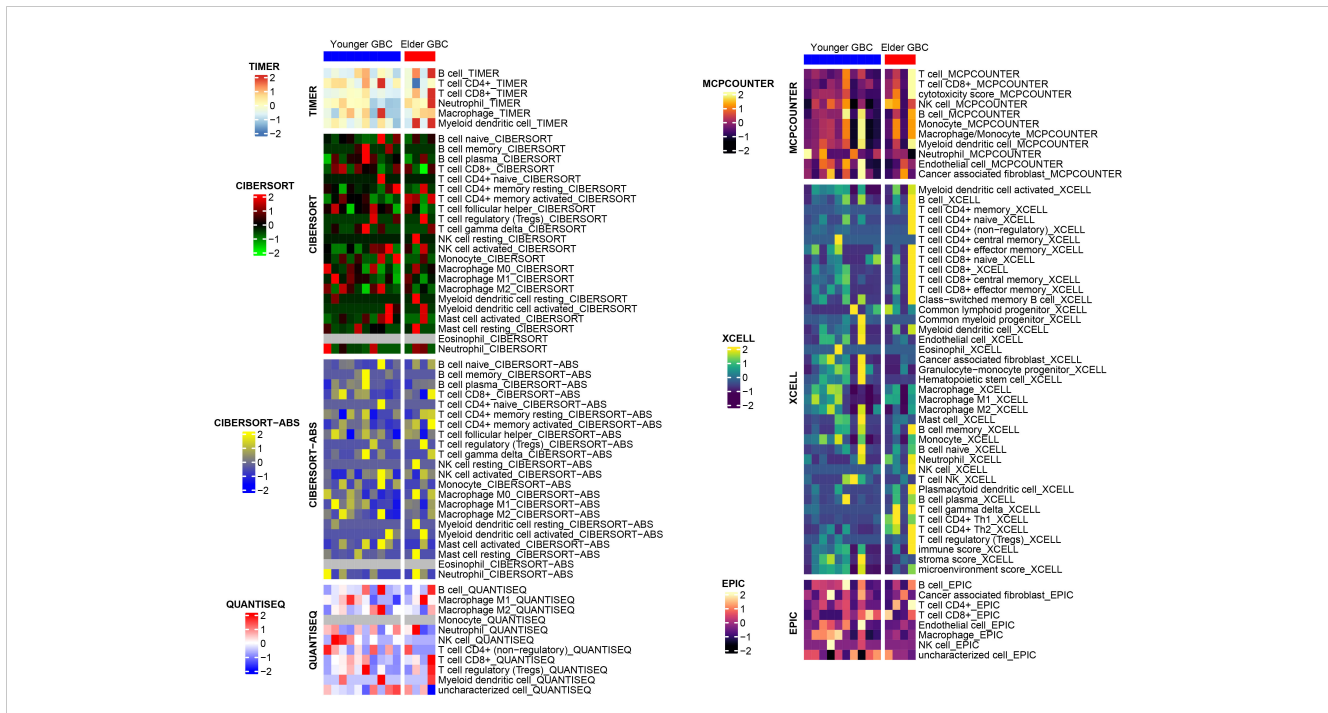 Younger GBC
Elder GBC
TIMER
2
1
0
−1
−2
TIMER
B cell_TIMER
T cell CD4+_TIMER
T cell CD8+_TIMER
Neutrophil_TIMER
Macrophage_TIMER
Myeloid dendritic cell_TIMER
CIBERSORT
2
1
0
−1
−2
CIBERSORT
B cell naive_CIBERSORT
B cell memory_CIBERSORT
B cell plasma_CIBERSORT
T cell CD8+_CIBERSORT
T cell CD4+ naive_CIBERSORT
T cell CD4+ memory resting_CIBERSORT
T cell CD4+ memory activated_CIBERSORT
T cell follicular helper_CIBERSORT
T cell regulatory (Tregs)_CIBERSORT
T cell gamma delta_CIBERSORT
NK cell resting_CIBERSORT
NK cell activated_CIBERSORT
Monocyte_CIBERSORT
Macrophage M0_CIBERSORT
Macrophage M1_CIBERSORT
Macrophage M2_CIBERSORT
Myeloid dendritic cell resting_CIBERSORT
Myeloid dendritic cell activated_CIBERSORT
Mast cell activated_CIBERSORT
Mast cell resting_CIBERSORT
Eosinophil_CIBERSORT
Neutrophil_CIBERSORT
CIBERSORT−ABS
2
1
0
−1
−2
CIBERSORT−ABS
B cell naive_CIBERSORT−ABS
B cell memory_CIBERSORT−ABS
B cell plasma_CIBERSORT−ABS
T cell CD8+_CIBERSORT−ABS
T cell CD4+ naive_CIBERSORT−ABS
T cell CD4+ memory resting_CIBERSORT−ABS
T cell CD4+ memory activated_CIBERSORT−ABS
T cell follicular helper_CIBERSORT−ABS
T cell regulatory (Tregs)_CIBERSORT−ABS
T cell gamma delta_CIBERSORT−ABS
NK cell resting_CIBERSORT−ABS
NK cell activated_CIBERSORT−ABS
Monocyte_CIBERSORT−ABS
Macrophage M0_CIBERSORT−ABS
Macrophage M1_CIBERSORT−ABS
Macrophage M2_CIBERSORT−ABS
Myeloid dendritic cell resting_CIBERSORT−ABS
Myeloid dendritic cell activated_CIBERSORT−ABS
Mast cell activated_CIBERSORT−ABS
Mast cell resting_CIBERSORT−ABS
Eosinophil_CIBERSORT−ABS
Neutrophil_CIBERSORT−ABS
QUANTISEQ
2
1
0
−1
−2
QUANTISEQ
B cell_QUANTISEQ
Macrophage M1_QUANTISEQ
Macrophage M2_QUANTISEQ
Monocyte_QUANTISEQ
Neutrophil_QUANTISEQ
NK cell_QUANTISEQ
T cell CD4+ (non−regulatory)_QUANTISEQ
T cell CD8+_QUANTISEQ
T cell regulatory (Tregs)_QUANTISEQ
Myeloid dendritic cell_QUANTISEQ
uncharacterized cell_QUANTISEQ
Younger GBC
Elder GBC
MCPCOUNTER
2
1
0
−1
−2
MCPCOUNTER
T cell_MCPCOUNTER
T cell CD8+_MCPCOUNTER
cytotoxicity score_MCPCOUNTER
NK cell_MCPCOUNTER
B cell_MCPCOUNTER
Monocyte_MCPCOUNTER
Macrophage/Monocyte_MCPCOUNTER
Myeloid dendritic cell_MCPCOUNTER
Neutrophil_MCPCOUNTER
Endothelial cell_MCPCOUNTER
Cancer associated fibroblast_MCPCOUNTER
XCELL
2
1
0
−1
−2
XCELL
Myeloid dendritic cell activated_XCELL
B cell_XCELL
T cell CD4+ memory_XCELL
T cell CD4+ naive_XCELL
T cell CD4+ (non−regulatory)_XCELL
T cell CD4+ central memory_XCELL
T cell CD4+ effector memory_XCELL
T cell CD8+ naive_XCELL
T cell CD8+_XCELL
T cell CD8+ central memory_XCELL
T cell CD8+ effector memory_XCELL
Class−switched memory B cell_XCELL
Common lymphoid progenitor_XCELL
Common myeloid progenitor_XCELL
Myeloid dendritic cell_XCELL
Endothelial cell_XCELL
Eosinophil_XCELL
Cancer associated fibroblast_XCELL
Granulocyte−monocyte progenitor_XCELL
Hematopoietic stem cell_XCELL
Macrophage_XCELL
Macrophage M1_XCELL
Macrophage M2_XCELL
Mast cell_XCELL
B cell memory_XCELL
Monocyte_XCELL
B cell naive_XCELL
Neutrophil_XCELL
NK cell_XCELL
T cell NK_XCELL
Plasmacytoid dendritic cell_XCELL
B cell plasma_XCELL
T cell gamma delta_XCELL
T cell CD4+ Th1_XCELL
T cell CD4+ Th2_XCELL
T cell regulatory (Tregs)_XCELL
immune score_XCELL
stroma score_XCELL
microenvironment score_XCELL
EPIC
2
1
0
−1
−2
EPIC
B cell_EPIC
Cancer associated fibroblast_EPIC
T cell CD4+_EPIC
T cell CD8+_EPIC
Endothelial cell_EPIC
Macrophage_EPIC
NK cell_EPIC
uncharacterized cell_EPIC